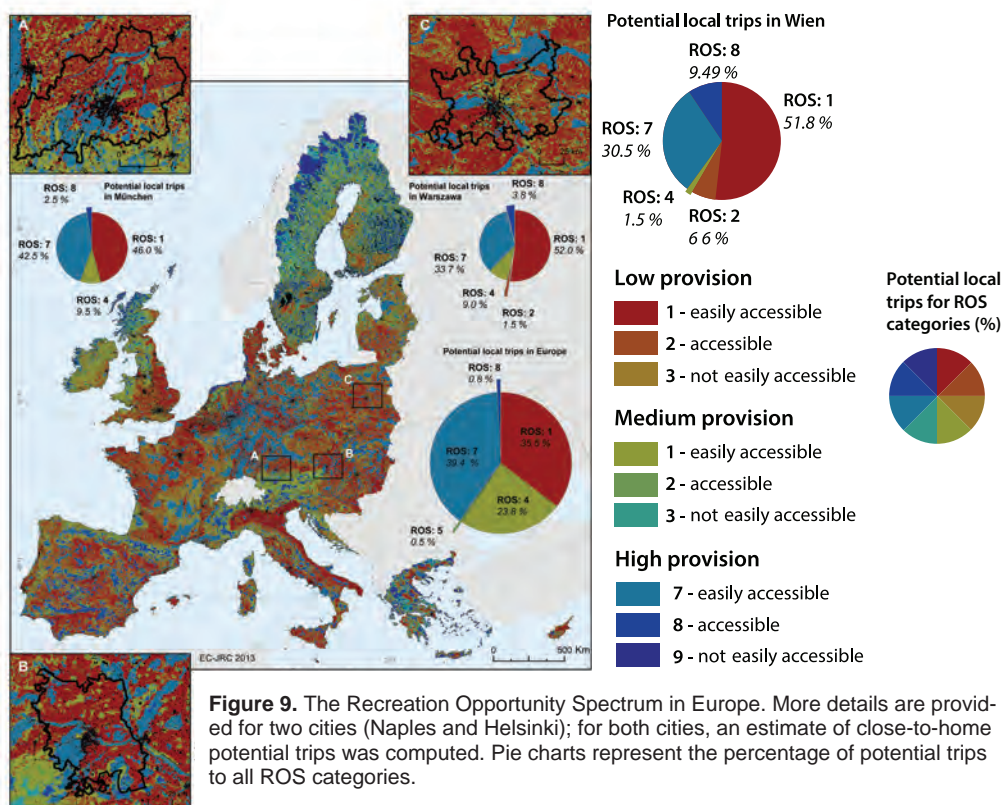 A
C
25 km
Potential local trips in Wien
ROS: 8
9.49 %
ROS: 1
51.8 %
ROS: 7
30.5 %
ROS: 4
1.5 %
ROS: 2
6 6 %
Potential local trips
in München
ROS: 8
2.5 %
ROS: 7
42.5 %
ROS: 1
46.0 %
ROS: 4
9.5 %
Potential local trips
in Warszawa
ROS: 8
3.8 %
ROS: 1
52.0 %
ROS: 7
33.7 %
ROS: 4
9.0 %
ROS: 2
1.5 %
Potential local trips in Europe
ROS: 8
0.8 %
ROS: 1
35.5 %
ROS: 7
39.4 %
ROS: 4
23.8 %
ROS: 5
0.5 %
C
A
B
EC-JRC 2013
0
500 Km
B
Low provision
1 - easily accessible
2 - accessible
3 - not easily accessible
Medium provision
1 - easily accessible
2 - accessible
3 - not easily accessible
High provision
7 - easily accessible
8 - accessible
9 - not easily accessible
Potential local
trips for ROS
categories (%)
Figure 9. The Recreation Opportunity Spectrum in Europe. More details are provid-
ed for two cities (Naples and Helsinki); for both cities, an estimate of close-to-home
potential trips was computed. Pie charts represent the percentage of potential trips
to all ROS categories.